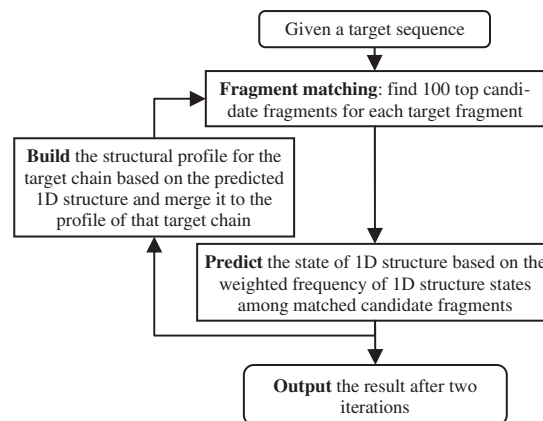 Given a target sequence
Fragment matching: find 100 top candi-
date fragments for each target fragment
Build the structural profile for the
target chain based on the predicted
1D structure and merge it to the
profile of that target chain
Predict the state of 1D structure based on the
weighted frequency of 1D structure states
among matched candidate fragments
Output the result after two
iterations